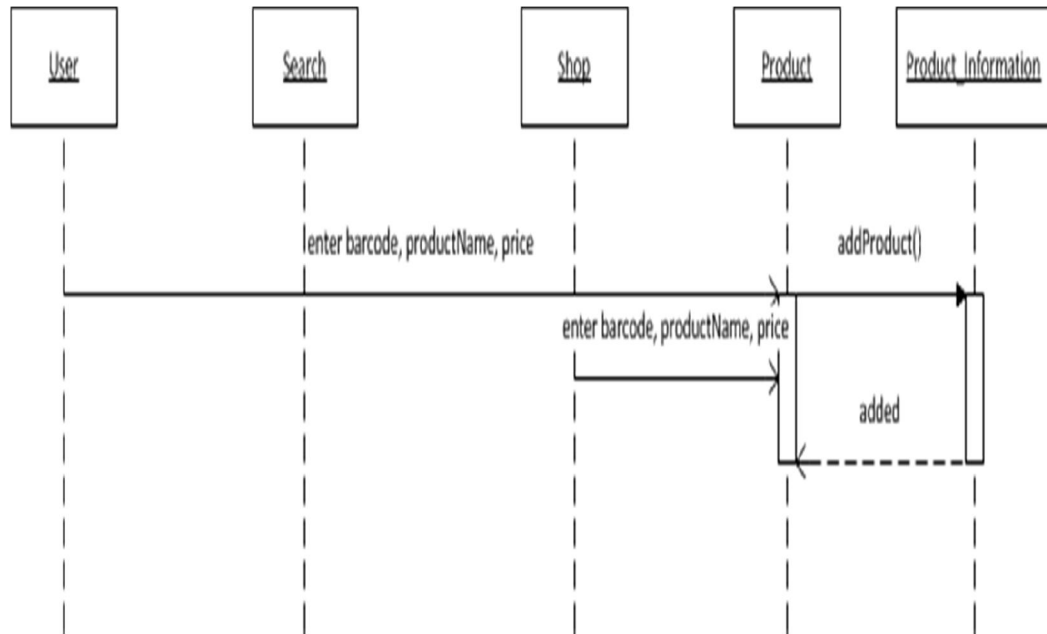 User
Search
Shop
Product
Product_Information
enter barcode, productName, price
addProduct()
enter barcode, productName, price
added